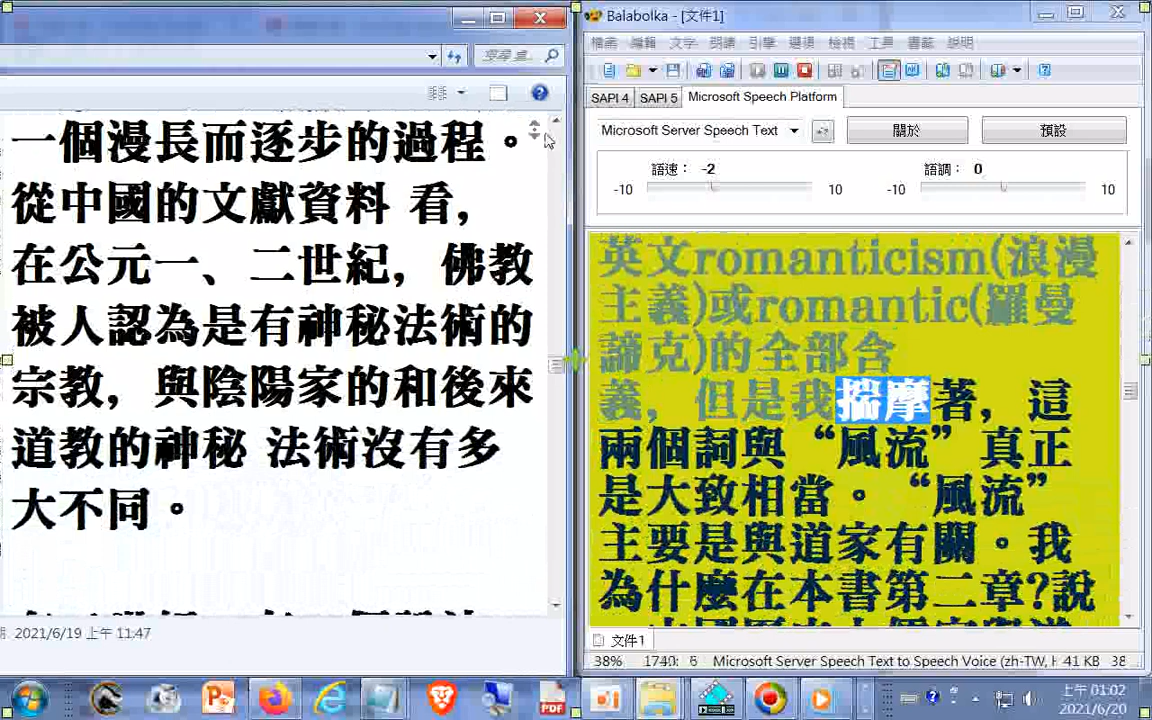 一個漫長而逐步的過程。
從中國的文獻資料 看，
在公元一、二世紀，佛教
被人認為是有神秘法術的
宗教，與陰陽家的和後來
道教的神秘 法術沒有多
大不同。
2021/6/19 上午 11:47
Balabolka - [文件1]
檔案 編輯 文字 朗讀 引擎 選項 檢視 工具 書籤 說明
SAPI 4 SAPI 5 Microsoft Speech Platform
Microsoft Server Speech Text 關於 預設
語速： -2 語調： 0
-10 10 -10 10
英文romanticism(浪漫
主義)或romantic(羅曼
諦克)的全部含
義，但是我揣摩著，這
兩個詞與“風流”真正
是大致相當。“風流”
主要是與道家有關。我
為什麼在本書第二章?說
文件1
38% 1740: 6 Microsoft Server Speech Text to Speech Voice (zh-TW, H 41 KB 38
上午 01:02
2021/6/20